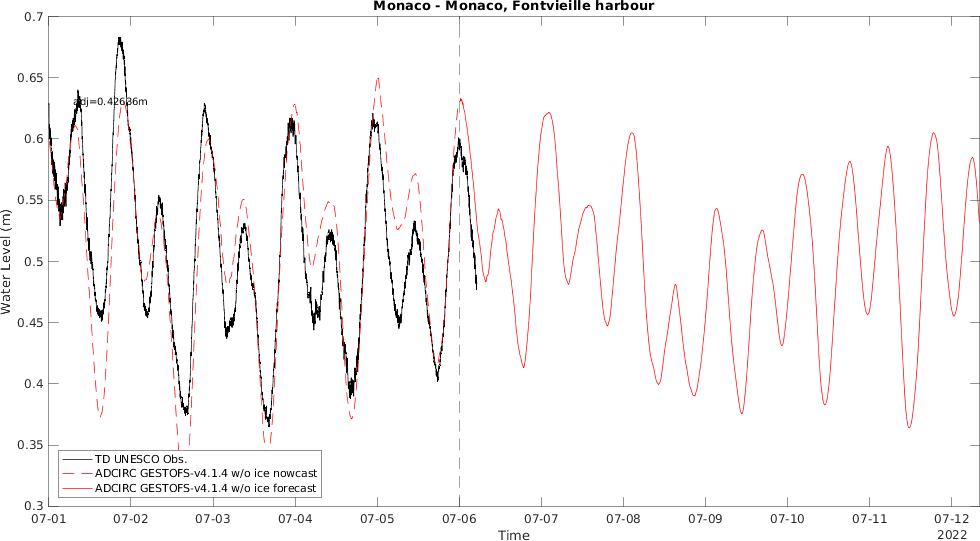 Monaco - Monaco, Fontvieille harbour
0.7
0.65
0.6
0.55
0.5
0.45
0.4
0.35
0.3
Water Level (m)
adj=0.42636m
TD UNESCO Obs.
ADCIRC GESTOFS-v4.1.4 w/o ice nowcast
ADCIRC GESTOFS-v4.1.4 w/o ice forecast
07-01 07-02 07-03 07-04 07-05 07-06 07-07 07-08 07-09 07-10 07-11 07-12
Time
2022